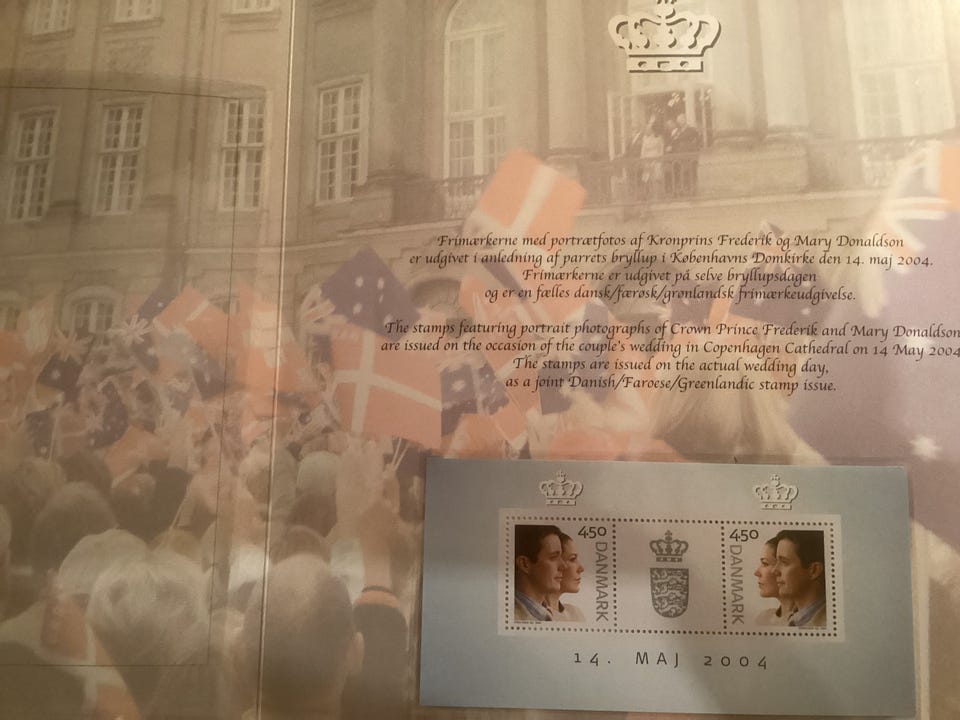 Frimærkerne med portrætfotos af Kronprins Frederik og Mary Donaldson
er udgivet i anledning af parrets bryllup i Københavns Domkirke den 14. maj 2004.
Frimærkerne er udgivet på selve bryllupsdagen
og er en fælles dansk/færøsk/grønlandsk frimærkeudgivelse.
The stamps featuring portrait photographs of Crown Prince Frederik and Mary Donaldson
are issued on the occasion of the couple's wedding in Copenhagen Cathedral on 14 May 2004
The stamps are issued on the actual wedding day,
as a joint Danish/Faroese/Greenlandic stamp issue.
450
DANMARK
450
DANMARK
14. MAJ 2004